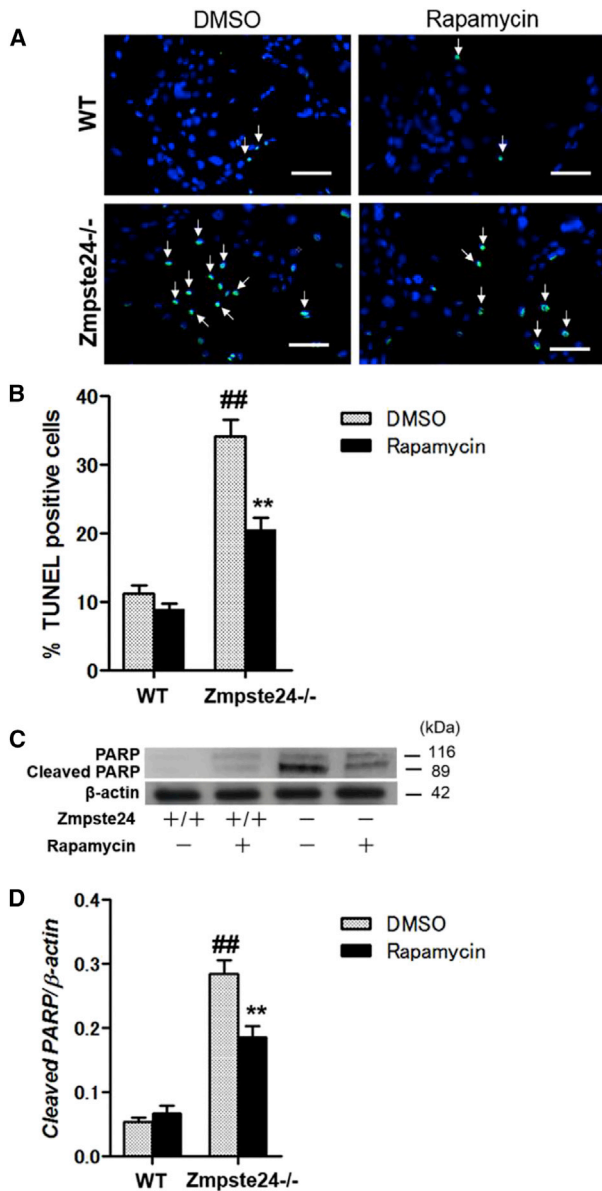 A
DMSO
Rapamycin
WT
Zmpste24-/-
B
% TUNEL positive cells
40
30
20
10
0
##
**
DMSO
Rapamycin
WT
Zmpste24-/-
C
(kDa)
PARP
116
Cleaved PARP
89
β-actin
42
Zmpste24 +/+ +/+ − −
Rapamycin − + − +
D
Cleaved PARP/β-actin
0.4
0.3
0.2
0.1
0.0
##
**
DMSO
Rapamycin
WT
Zmpste24-/-